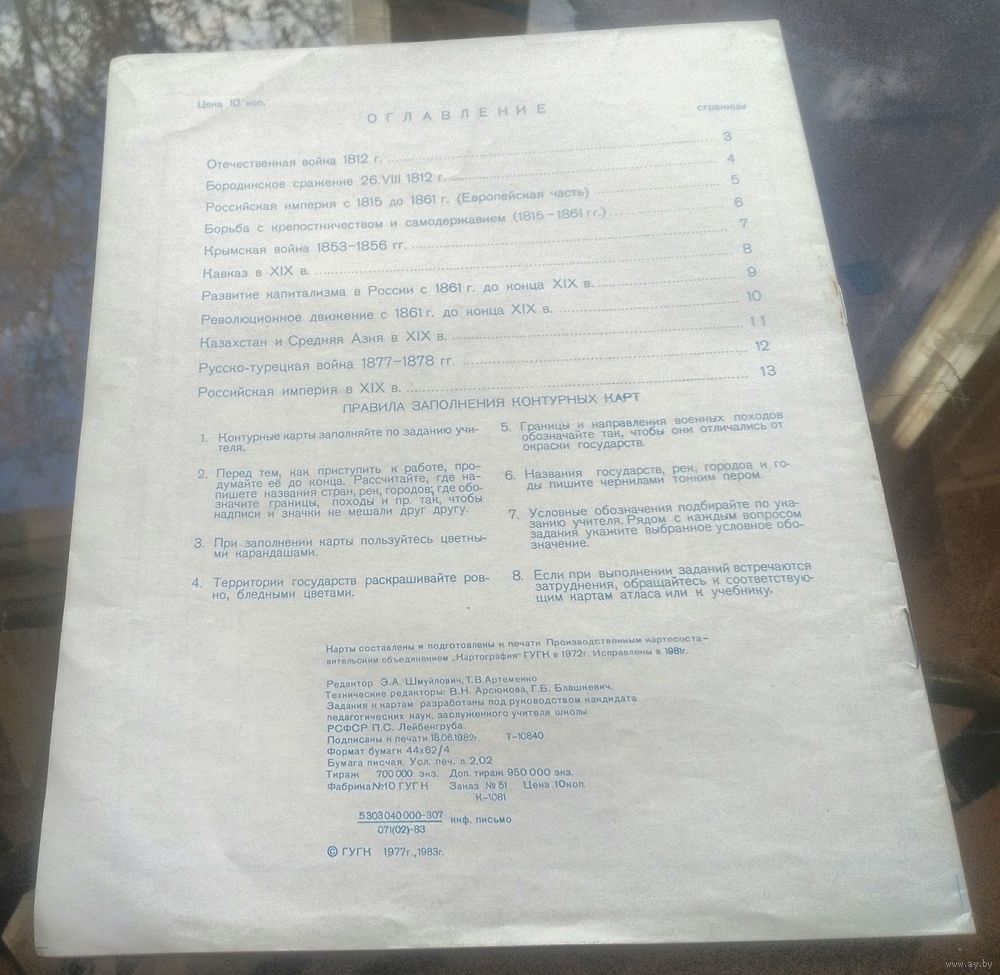 Цена 10 коп.
ОГЛАВЛЕНИЕ
страницы
Отечественная война 1812 г. 3
Бородинское сражение 26.VIII 1812 г. 4
Российская империя с 1815 до 1861 г. (Европейская часть) 5
Борьба с крепостничеством и самодержавием (1815–1861 гг.) 6
Крымская война 1853–1856 гг. 7
Кавказ в XIX в. 8
Развитие капитализма в России с 1861 г. до конца XIX в. 9
Революционное движение с 1861 г. до конца XIX в. 10
Казахстан и Средняя Азия в XIX в. 11
Русско-турецкая война 1877–1878 гг. 12
Российская империя в XIX в. 13
ПРАВИЛА ЗАПОЛНЕНИЯ КОНТУРНЫХ КАРТ
1. Контурные карты заполняйте по заданию учи-
теля.
2. Перед тем, как приступить к работе, про-
думайте её до конца. Рассчитайте, где на-
пишете названия стран, рек, городов; где обо-
значите границы, походы и пр. так, чтобы
надписи и значки не мешали друг другу.
3. При заполнении карты пользуйтесь цветны-
ми карандашами.
4. Территории государств раскрашивайте ров-
но, бледными цветами.
5. Границы и направления военных походов
обозначайте так, чтобы они отличались от
окраски государств.
6. Названия государств, рек, городов и го-
ды пишите чернилами тонким пером.
7. Условные обозначения подбирайте по ука-
занию учителя. Рядом с каждым вопросом
задания укажите выбранное условное обо-
значение.
8. Если при выполнении заданий встречаются
затруднения, обращайтесь к соответствую-
щим картам атласа или к учебнику.
Карты составлены и подготовлены к печати Производственным картососта-
вительским объединением „Картография" ГУГК в 1972г. Исправлены в 1981г.
Редактор Э.А. Шмуйлович, Т.В. Артеменко
Технические редакторы: В.Н. Арсюкова, Г.Б. Блашкевич.
Задания к картам разработаны под руководством кандидата
педагогических наук, заслуженного учителя школы
РСФСР П.С. Лейбенгруба.
Подписаны к печати 18.06.1982г. Т-10840
Формат бумаги 44х62/4
Бумага писчая. Усл. печ. л 2,02
Тираж 700 000 экз. Доп. тираж 950 000 экз.
Фабрика №10 ГУГК Заказ №51 Цена 10коп.
К-1081
5303040000-307
071(02)-83
инф. письмо
© ГУГК 1977г., 1983г.
www.ay.by